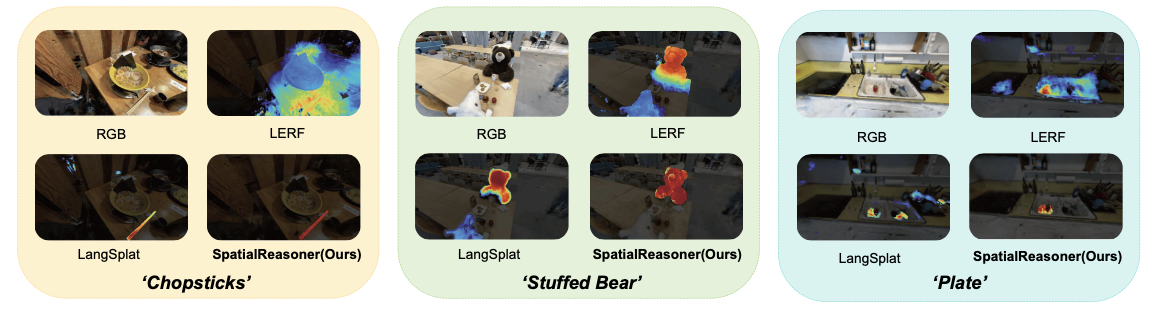 RGB
LERF
LangSplat
SpatialReasoner(Ours)
‘Chopsticks’
RGB
LERF
LangSplat
SpatialReasoner(Ours)
‘Stuffed Bear’
RGB
LERF
LangSplat
SpatialReasoner(Ours)
‘Plate’